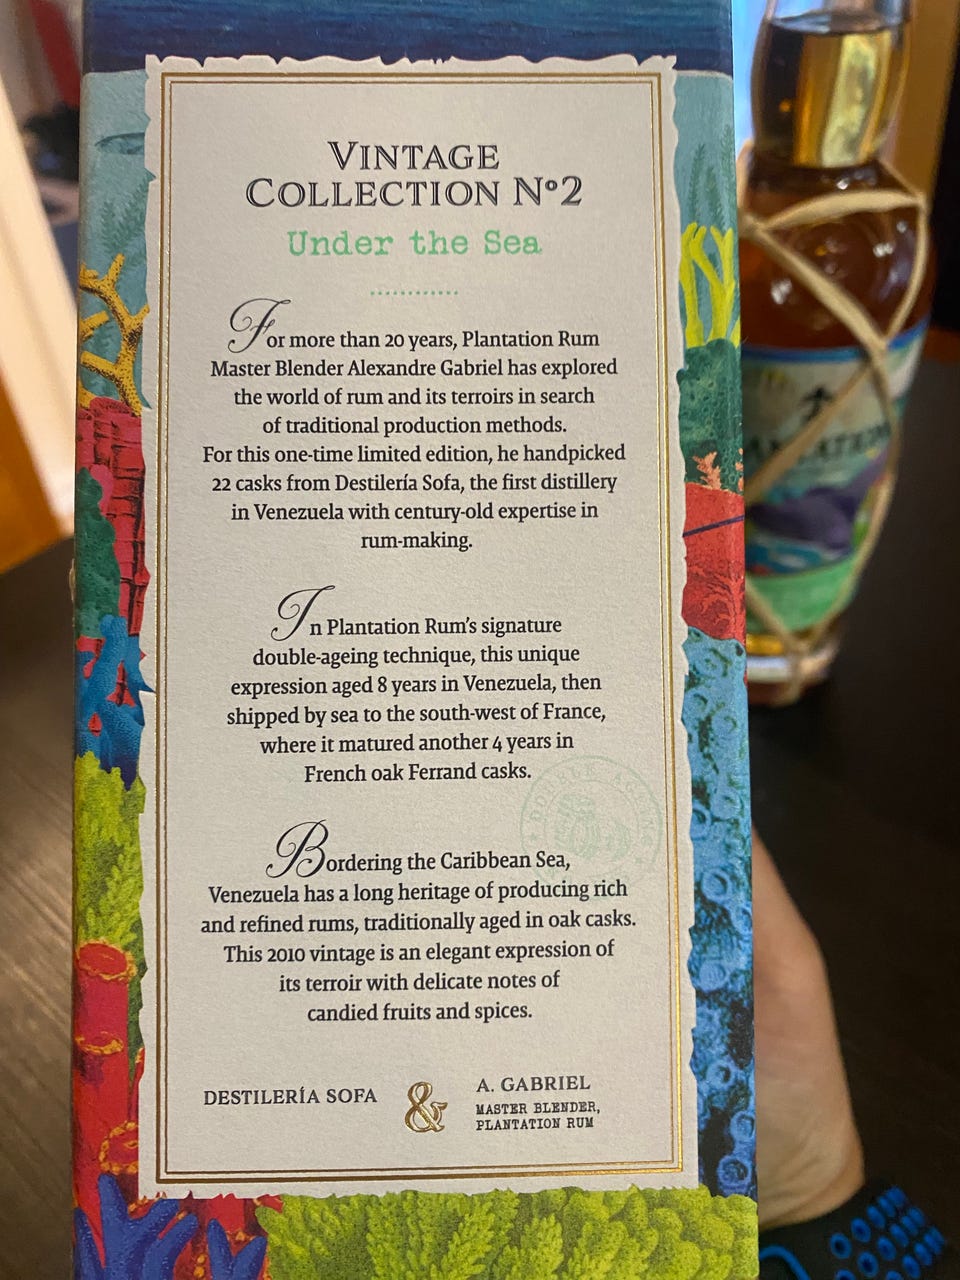 VINTAGE
COLLECTION Nº2
Under the Sea
For more than 20 years, Plantation Rum
Master Blender Alexandre Gabriel has explored
the world of rum and its terroirs in search
of traditional production methods.
For this one-time limited edition, he handpicked
22 casks from Destilería Sofa, the first distillery
in Venezuela with century-old expertise in
rum-making.
In Plantation Rum's signature
double-ageing technique, this unique
expression aged 8 years in Venezuela, then
shipped by sea to the south-west of France,
where it matured another 4 years in
French oak Ferrand casks.
DOUBLE AGEING
Bordering the Caribbean Sea,
Venezuela has a long heritage of producing rich
and refined rums, traditionally aged in oak casks.
This 2010 vintage is an elegant expression of
its terroir with delicate notes of
candied fruits and spices.
DESTILERÍA SOFA
&
A. GABRIEL
MASTER BLENDER,
PLANTATION RUM